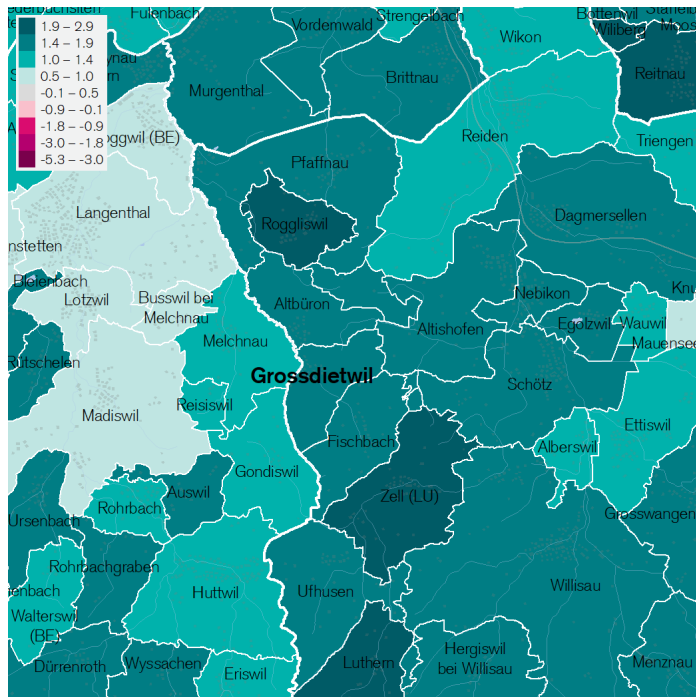 Fulenbach
Vordemwald
Strengelbach
Wikon
Bottenwil
Wiliberg
Moos
Reitnau
Murgenthal
Brittnau
Reiden
Triengen
1.9 – 2.9
1.4 – 1.9
1.0 – 1.4
0.5 – 1.0
-0.1 – 0.5
-0.9 – -0.1
-1.8 – -0.9
-3.0 – -1.8
-5.3 – -3.0
oggwil (BE)
Pfaffnau
Langenthal
Roggliswil
Dagmersellen
nstetten
Bleienbach
Lotzwil
Busswil bei
Melchnau
Altbüron
Nebikon
Knu
Melchnau
Altishofen
Egolzwil
Wauwil
Mauensee
Rütschelen
Grossdietwil
Schötz
Madiswil
Reisiswil
Fischbach
Alberswil
Ettiswil
Gondiswil
Auswil
Zell (LU)
Rohrbach
Ursenbach
Grosswangen
Rohrbachgraben
Huttwil
Ufhusen
Willisau
enbach
Walterswil
(BE)
Dürrenroth
Wyssachen
Eriswil
Luthern
Hergiswil
bei Willisau
Menznau